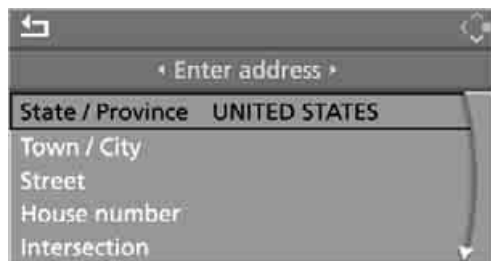 Enter address
State / Province UNITED STATES
Town / City
Street
House number
Intersection